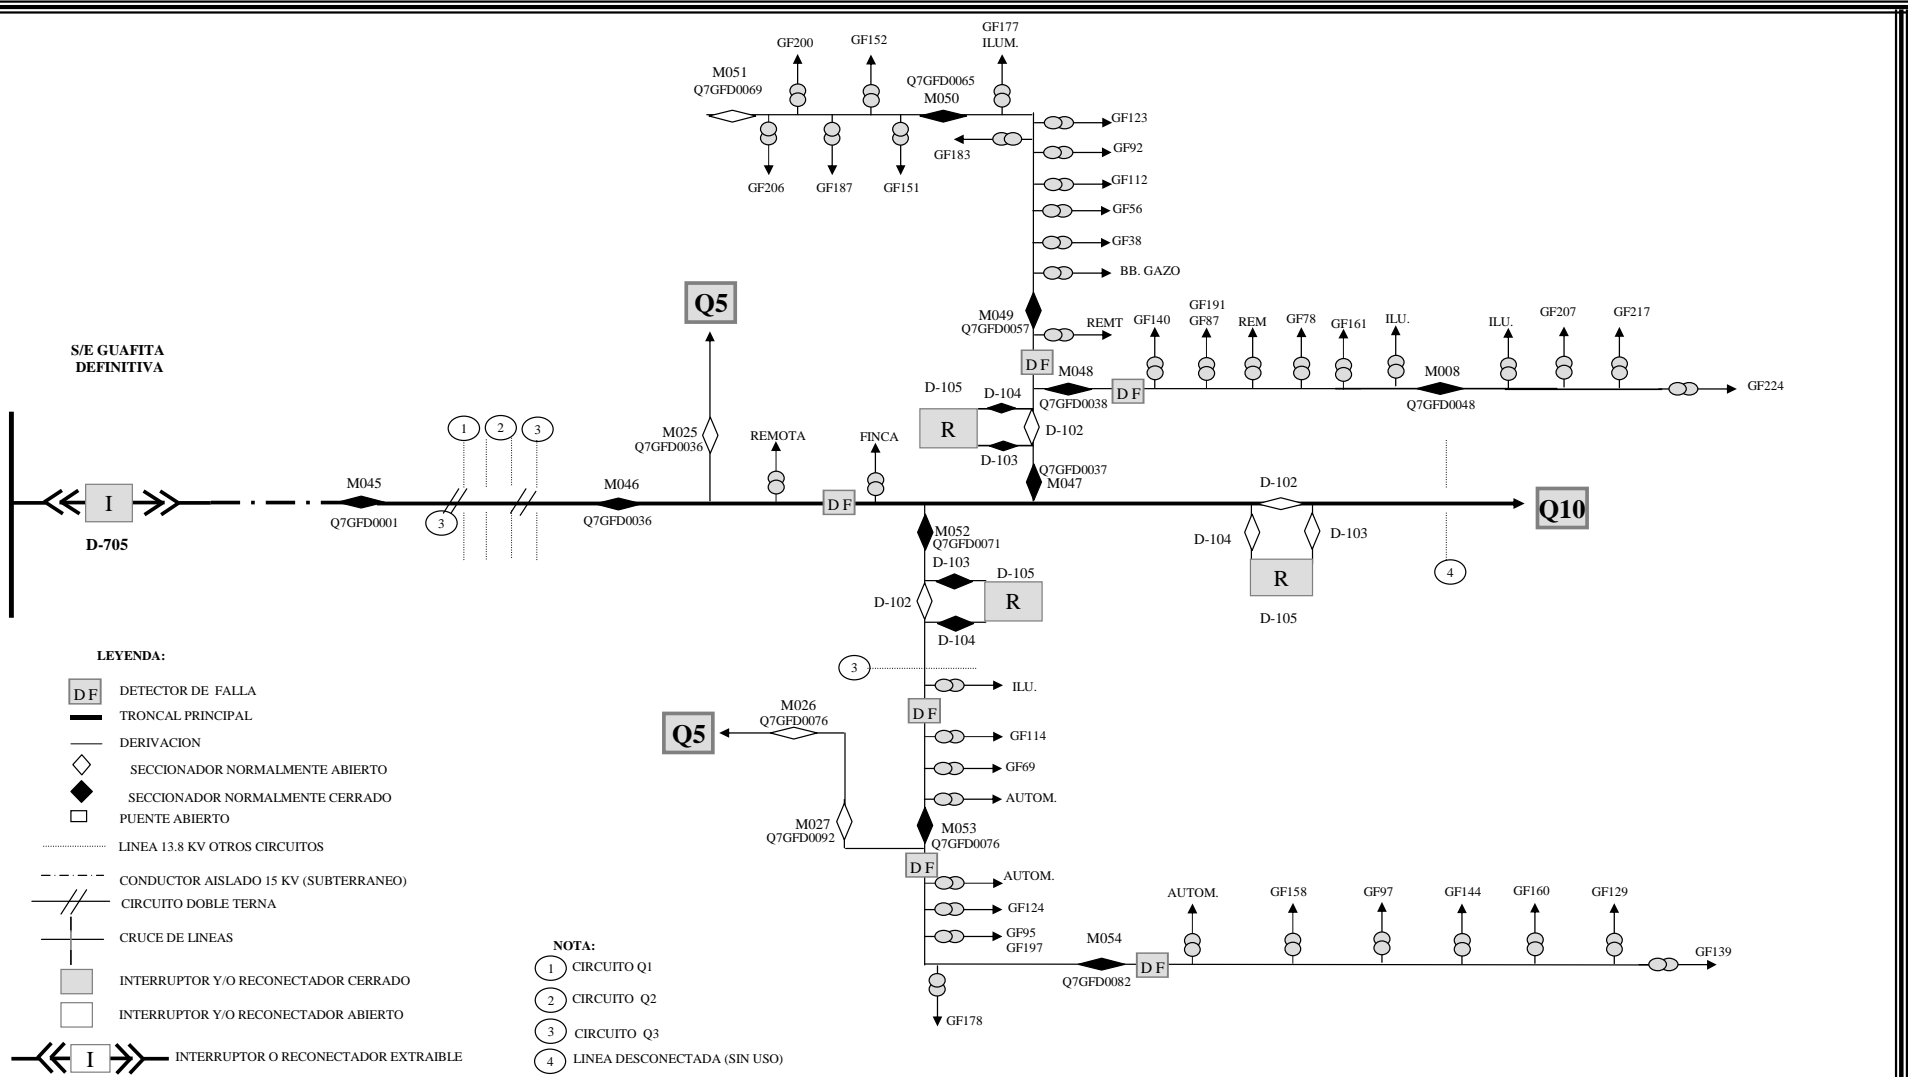 GF177
ILUM.
GF200
GF152
M051
Q7GFD0069
Q7GFD0065
M050
GF183
GF206
GF187
GF151
GF123
GF92
GF112
GF56
GF38
BB. GAZO
M049
Q7GFD0057
REMT
D F
GF140
GF191
GF87
REM
GF78
GF161
ILU.
ILU.
GF207
GF217
M048
Q7GFD0038
D F
M008
Q7GFD0048
GF224
Q5
S/E GUAFITA
DEFINITIVA
D-105
D-104
R
D-102
D-103
Q7GFD0037
M047
M025
Q7GFD0036
REMOTA
FINCA
1
2
3
I
D-705
M045
Q7GFD0001
3
M046
Q7GFD0036
D F
D-102
Q10
D-104
D-103
R
D-105
4
M052
Q7GFD0071
D-103
D-105
D-102
R
D-104
3
ILU.
D F
M026
Q7GFD0076
Q5
GF114
GF69
AUTOM.
M027
Q7GFD0092
M053
Q7GFD0076
D F
AUTOM.
GF124
GF95
GF197
M054
Q7GFD0082
D F
AUTOM.
GF158
GF97
GF144
GF160
GF129
GF139
GF178
LEYENDA:
D F DETECTOR DE FALLA
TRONCAL PRINCIPAL
DERIVACION
SECCIONADOR NORMALMENTE ABIERTO
SECCIONADOR NORMALMENTE CERRADO
PUENTE ABIERTO
LINEA 13.8 KV OTROS CIRCUITOS
CONDUCTOR AISLADO 15 KV (SUBTERRANEO)
CIRCUITO DOBLE TERNA
CRUCE DE LINEAS
INTERRUPTOR Y/O RECONECTADOR CERRADO
INTERRUPTOR Y/O RECONECTADOR ABIERTO
I INTERRUPTOR O RECONECTADOR EXTRAIBLE
NOTA:
1 CIRCUITO Q1
2 CIRCUITO Q2
3 CIRCUITO Q3
4 LINEA DESCONECTADA (SIN USO)